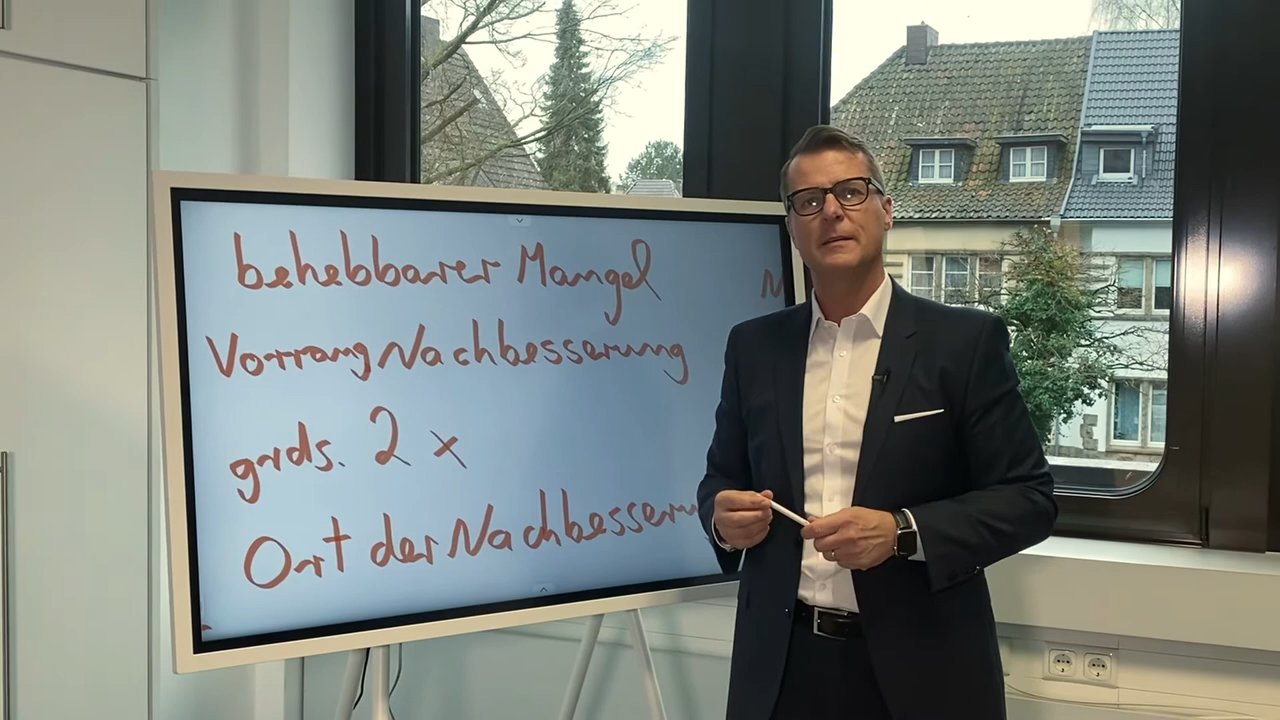 behebbarer Mangel
Vorrang Nachbesserung
grds. 2 x
Ort der Nachbesserun